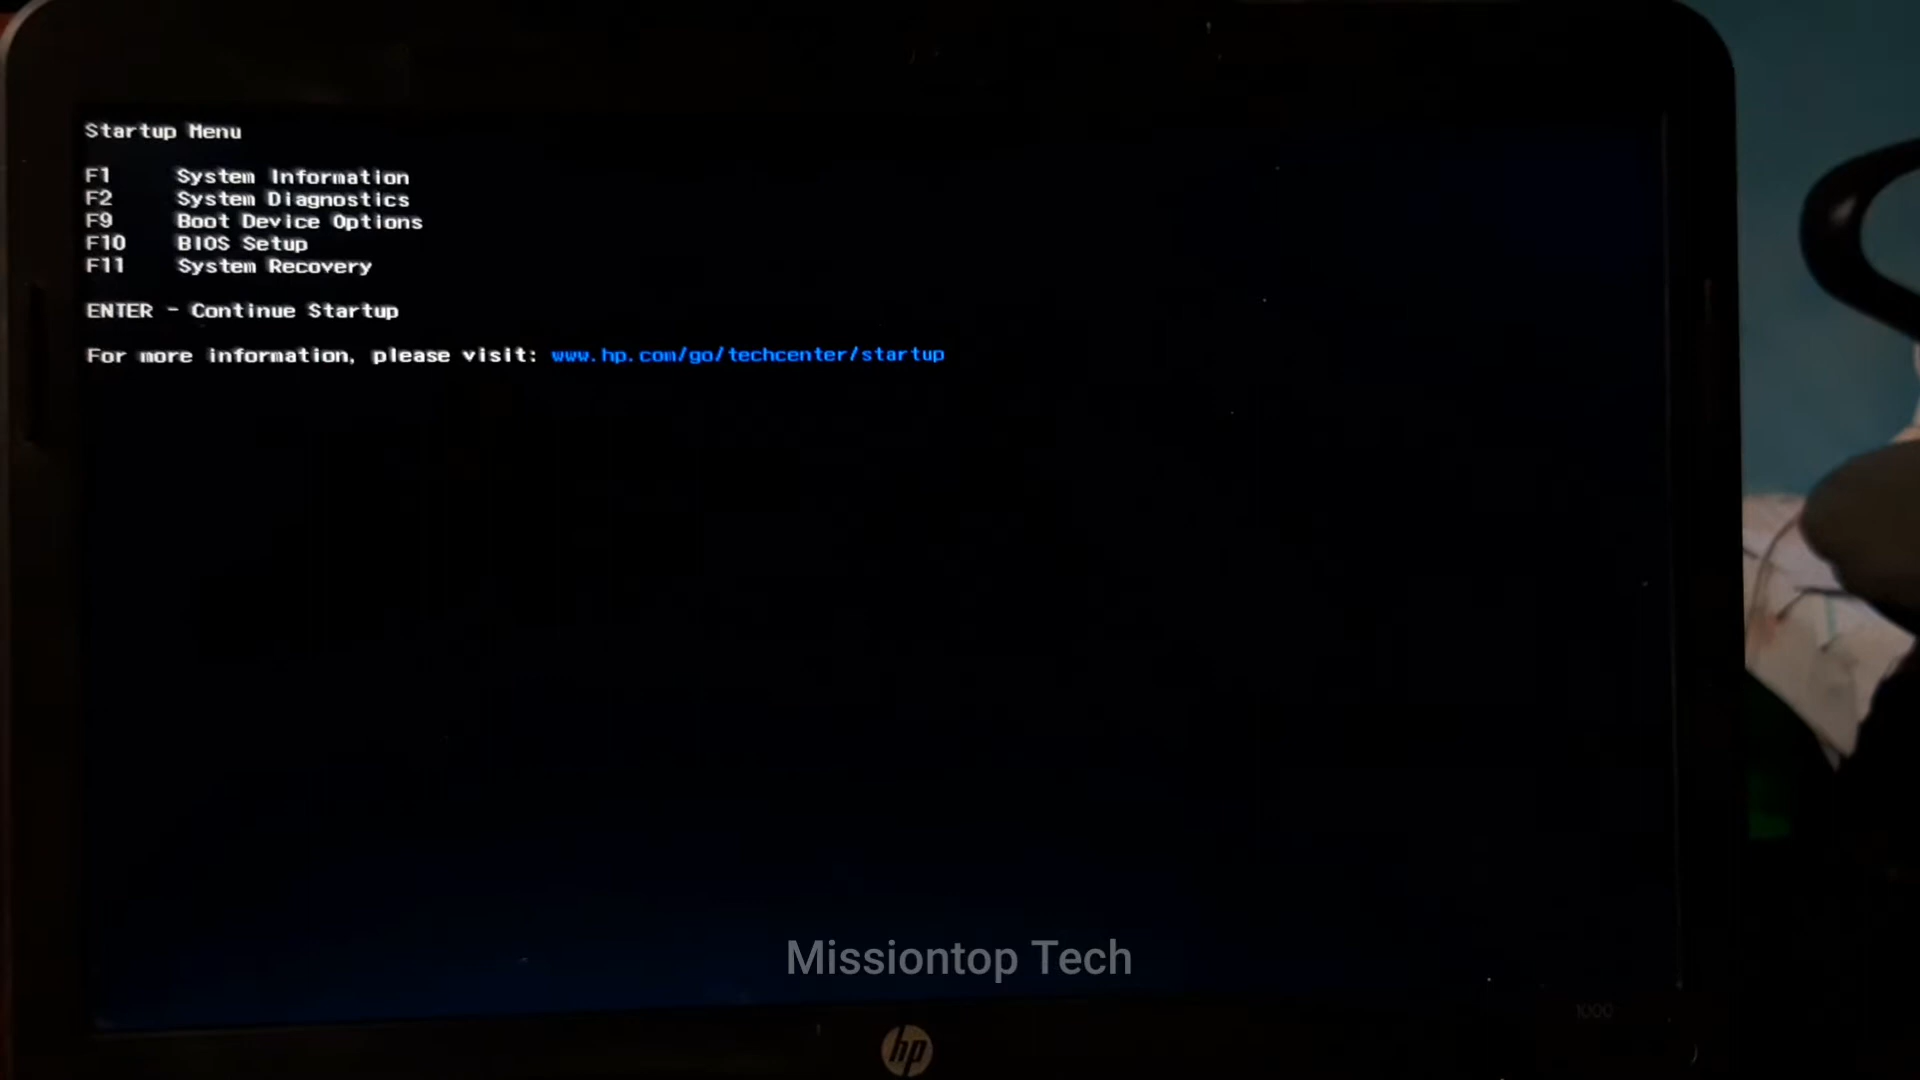 Startup Menu
F1 System Information
F2 System Diagnostics
F9 Boot Device Options
F10 BIOS Setup
F11 System Recovery
ENTER - Continue Startup
For more information, please visit: www.hp.com/go/techcenter/startup
Missiontop Tech
1000
hp